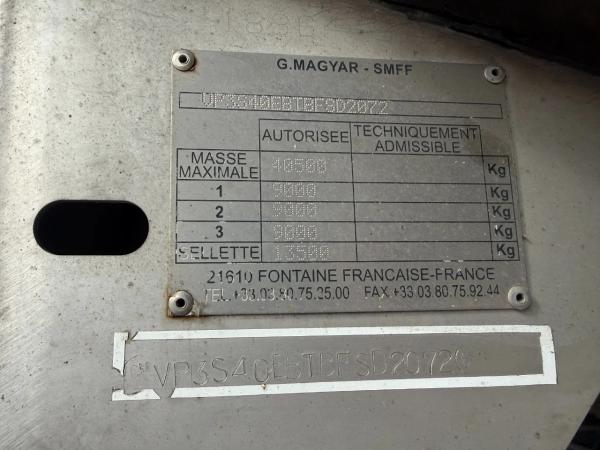 G.MAGYAR - SMFF
VP3S40EBTBFSD2072
AUTORISEE TECHNIQUEMENT ADMISSIBLE
MASSE MAXIMALE 40500 Kg
1 9000 Kg
2 9000 Kg
3 9000 Kg
SELLETTE 13500 Kg
21610 FONTAINE FRANCAISE-FRANCE
TEL.+33.03.80.75.25.00 FAX +33 03.80.75.92.44
VP3S40EBTBFSD2072